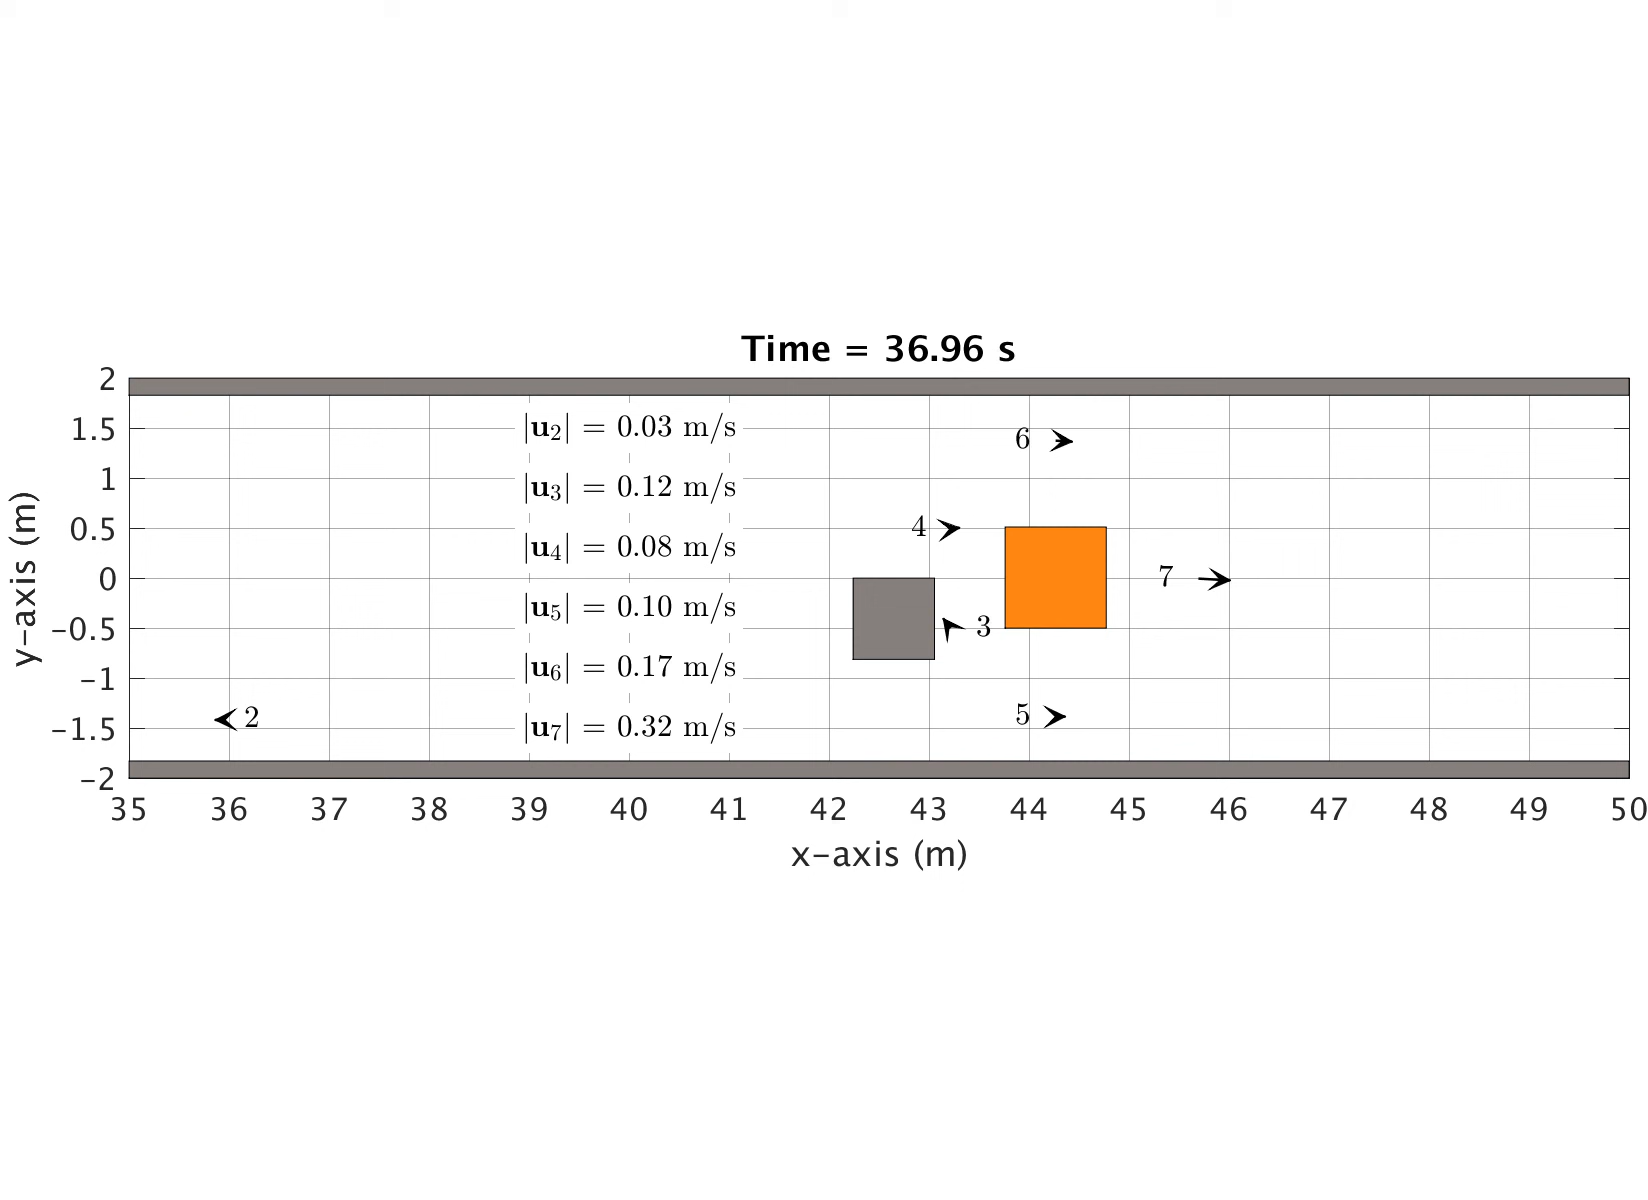 Time = 36.96 s
y-axis (m)
2
1.5
1
0.5
0
-0.5
-1
-1.5
-2
|u₂| = 0.03 m/s
|u₃| = 0.12 m/s
|u₄| = 0.08 m/s
|u₅| = 0.10 m/s
|u₆| = 0.17 m/s
|u₇| = 0.32 m/s
6
4
7
3
2
5
35 36 37 38 39 40 41 42 43 44 45 46 47 48 49 50
x-axis (m)